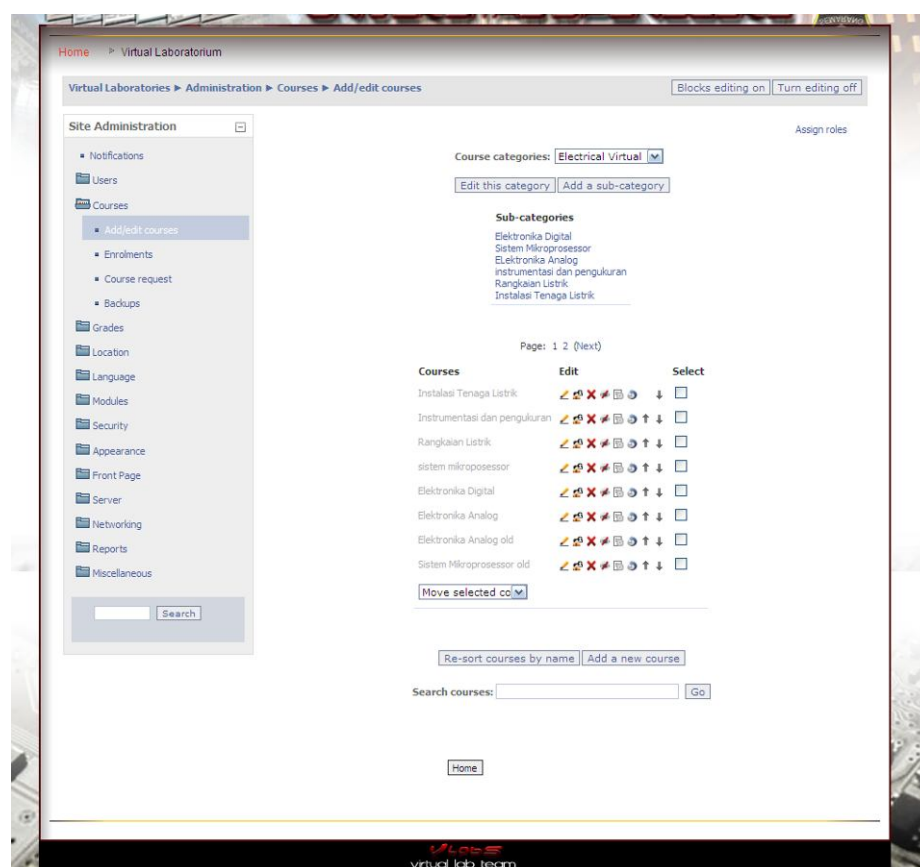 Home Virtual Laboratorium
Virtual Laboratories ► Administration ► Courses ► Add/edit courses
Blocks editing on Turn editing off
Site Administration
Notifications
Users
Courses
Add/edit courses
Enrolments
Course request
Backups
Grades
Location
Language
Modules
Security
Appearance
Front Page
Server
Networking
Reports
Miscellaneous
Search
Assign roles
Course categories: Electrical Virtual
Edit this category Add a sub-category
Sub-categories
Elektronika Digital
Sistem Mikroprosessor
ELektronika Analog
instrumentasi dan pengukuran
Rangkaian Listrik
Instalasi Tenaga Listrik
Page: 1 2 (Next)
Courses Edit Select
Instalasi Tenaga Listrik
Instrumentasi dan pengukuran
Rangkaian Listrik
sistem mikroposessor
Elektronika Digital
Elektronika Analog
Elektronika Analog old
Sistem Mikroprosessor old
Move selected co
Re-sort courses by name Add a new course
Search courses: Go
Home
VLabS
virtual lab team